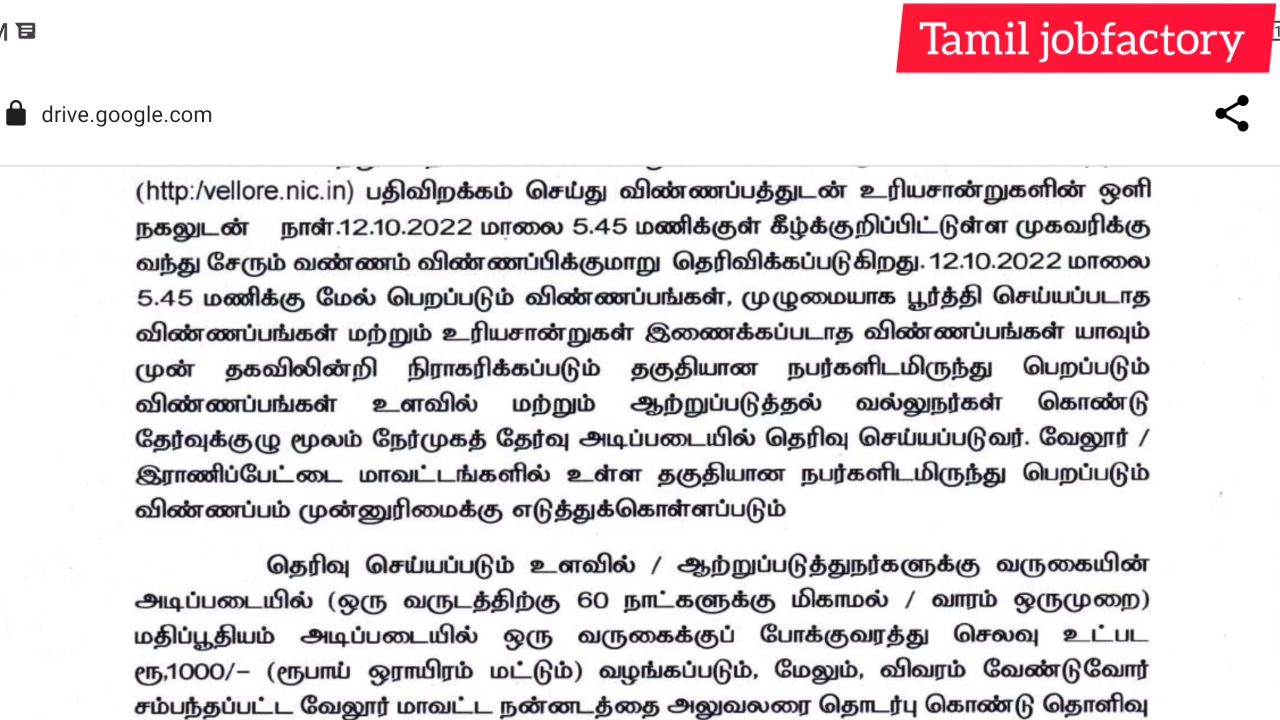 Tamil jobfactory
drive.google.com
(http:/vellore.nic.in) பதிவிறக்கம் செய்து விண்ணப்பத்துடன் உரியசான்றுகளின் ஒளி
நகலுடன் நாள்.12.10.2022 மாலை 5.45 மணிக்குள் கீழ்க்குறிப்பிட்டுள்ள முகவரிக்கு
வந்து சேரும் வண்ணம் விண்ணப்பிக்குமாறு தெரிவிக்கப்படுகிறது. 12.10.2022 மாலை
5.45 மணிக்கு மேல் பெறப்படும் விண்ணப்பங்கள், முழுமையாக பூர்த்தி செய்யப்படாத
விண்ணப்பங்கள் மற்றும் உரியசான்றுகள் இணைக்கப்படாத விண்ணப்பங்கள் யாவும்
முன் தகவிலின்றி நிராகரிக்கப்படும் தகுதியான நபர்களிடமிருந்து பெறப்படும்
விண்ணப்பங்கள் உளவில் மற்றும் ஆற்றுப்படுத்தல் வல்லுநர்கள் கொண்டு
தேர்வுக்குழு மூலம் நேர்முகத் தேர்வு அடிப்படையில் தெரிவு செய்யப்படுவர். வேலூர் /
இராணிப்பேட்டை மாவட்டங்களில் உள்ள தகுதியான நபர்களிடமிருந்து பெறப்படும்
விண்ணப்பம் முன்னுரிமைக்கு எடுத்துக்கொள்ளப்படும்
தெரிவு செய்யப்படும் உளவில் / ஆற்றுப்படுத்துநர்களுக்கு வருகையின்
அடிப்படையில் (ஒரு வருடத்திற்கு 60 நாட்களுக்கு மிகாமல் / வாரம் ஒருமுறை)
மதிப்பூதியம் அடிப்படையில் ஒரு வருகைக்குப் போக்குவரத்து செலவு உட்பட
ரூ,1000/– (ரூபாய் ஓராயிரம் மட்டும்) வழங்கப்படும், மேலும், விவரம் வேண்டுவோர்
சம்பந்தப்பட்ட வேலூர் மாவட்ட நன்னடத்தை அலுவலரை தொடர்பு கொண்டு தொளிவு